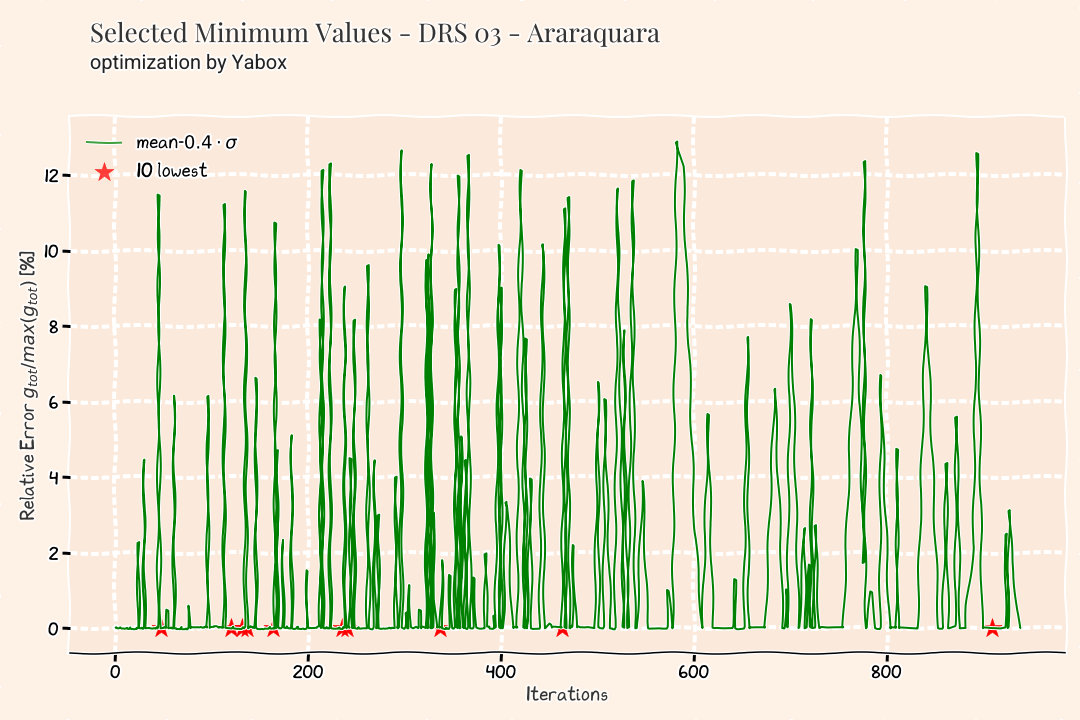 Selected Minimum Values - DRS 03 - Araraquara
optimization by Yabox
mean-0.4 · σ
10 lowest
12
10
8
6
4
2
0
Relative Error g_tot/max(g_tot) [%]
0 200 400 600 800
Iterations